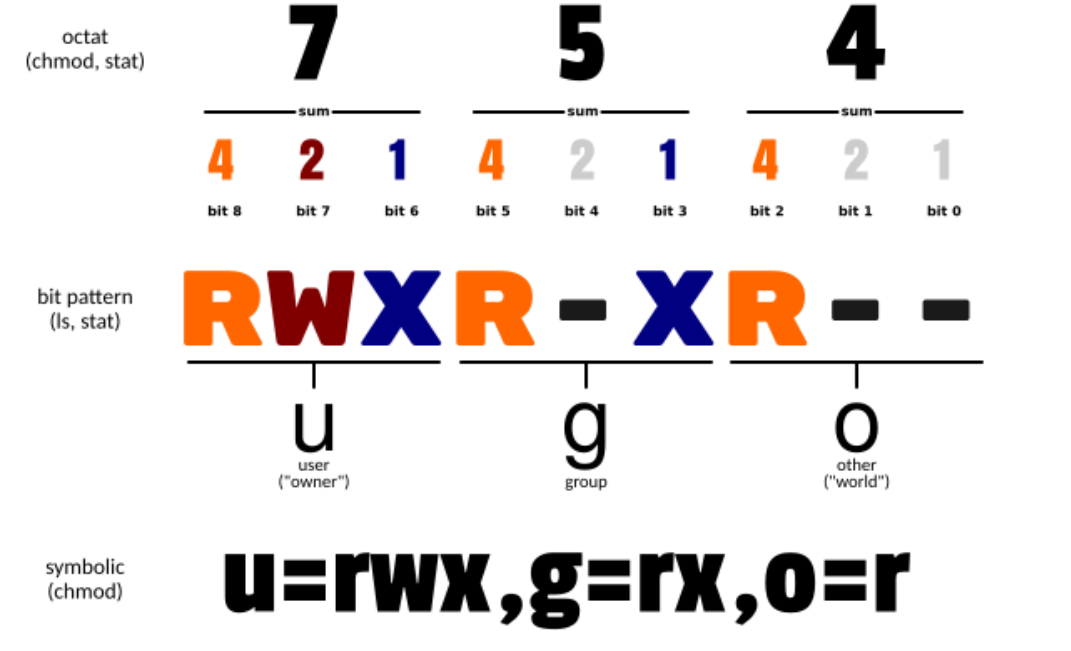 octat
(chmod, stat)
7 5 4
sum sum sum
4 2 1 4 2 1 4 2 1
bit 8 bit 7 bit 6 bit 5 bit 4 bit 3 bit 2 bit 1 bit 0
bit pattern
(ls, stat)
RWXR-XR--
u g o
user other
("owner") group ("world")
symbolic
(chmod)
u=rwx,g=rx,o=r